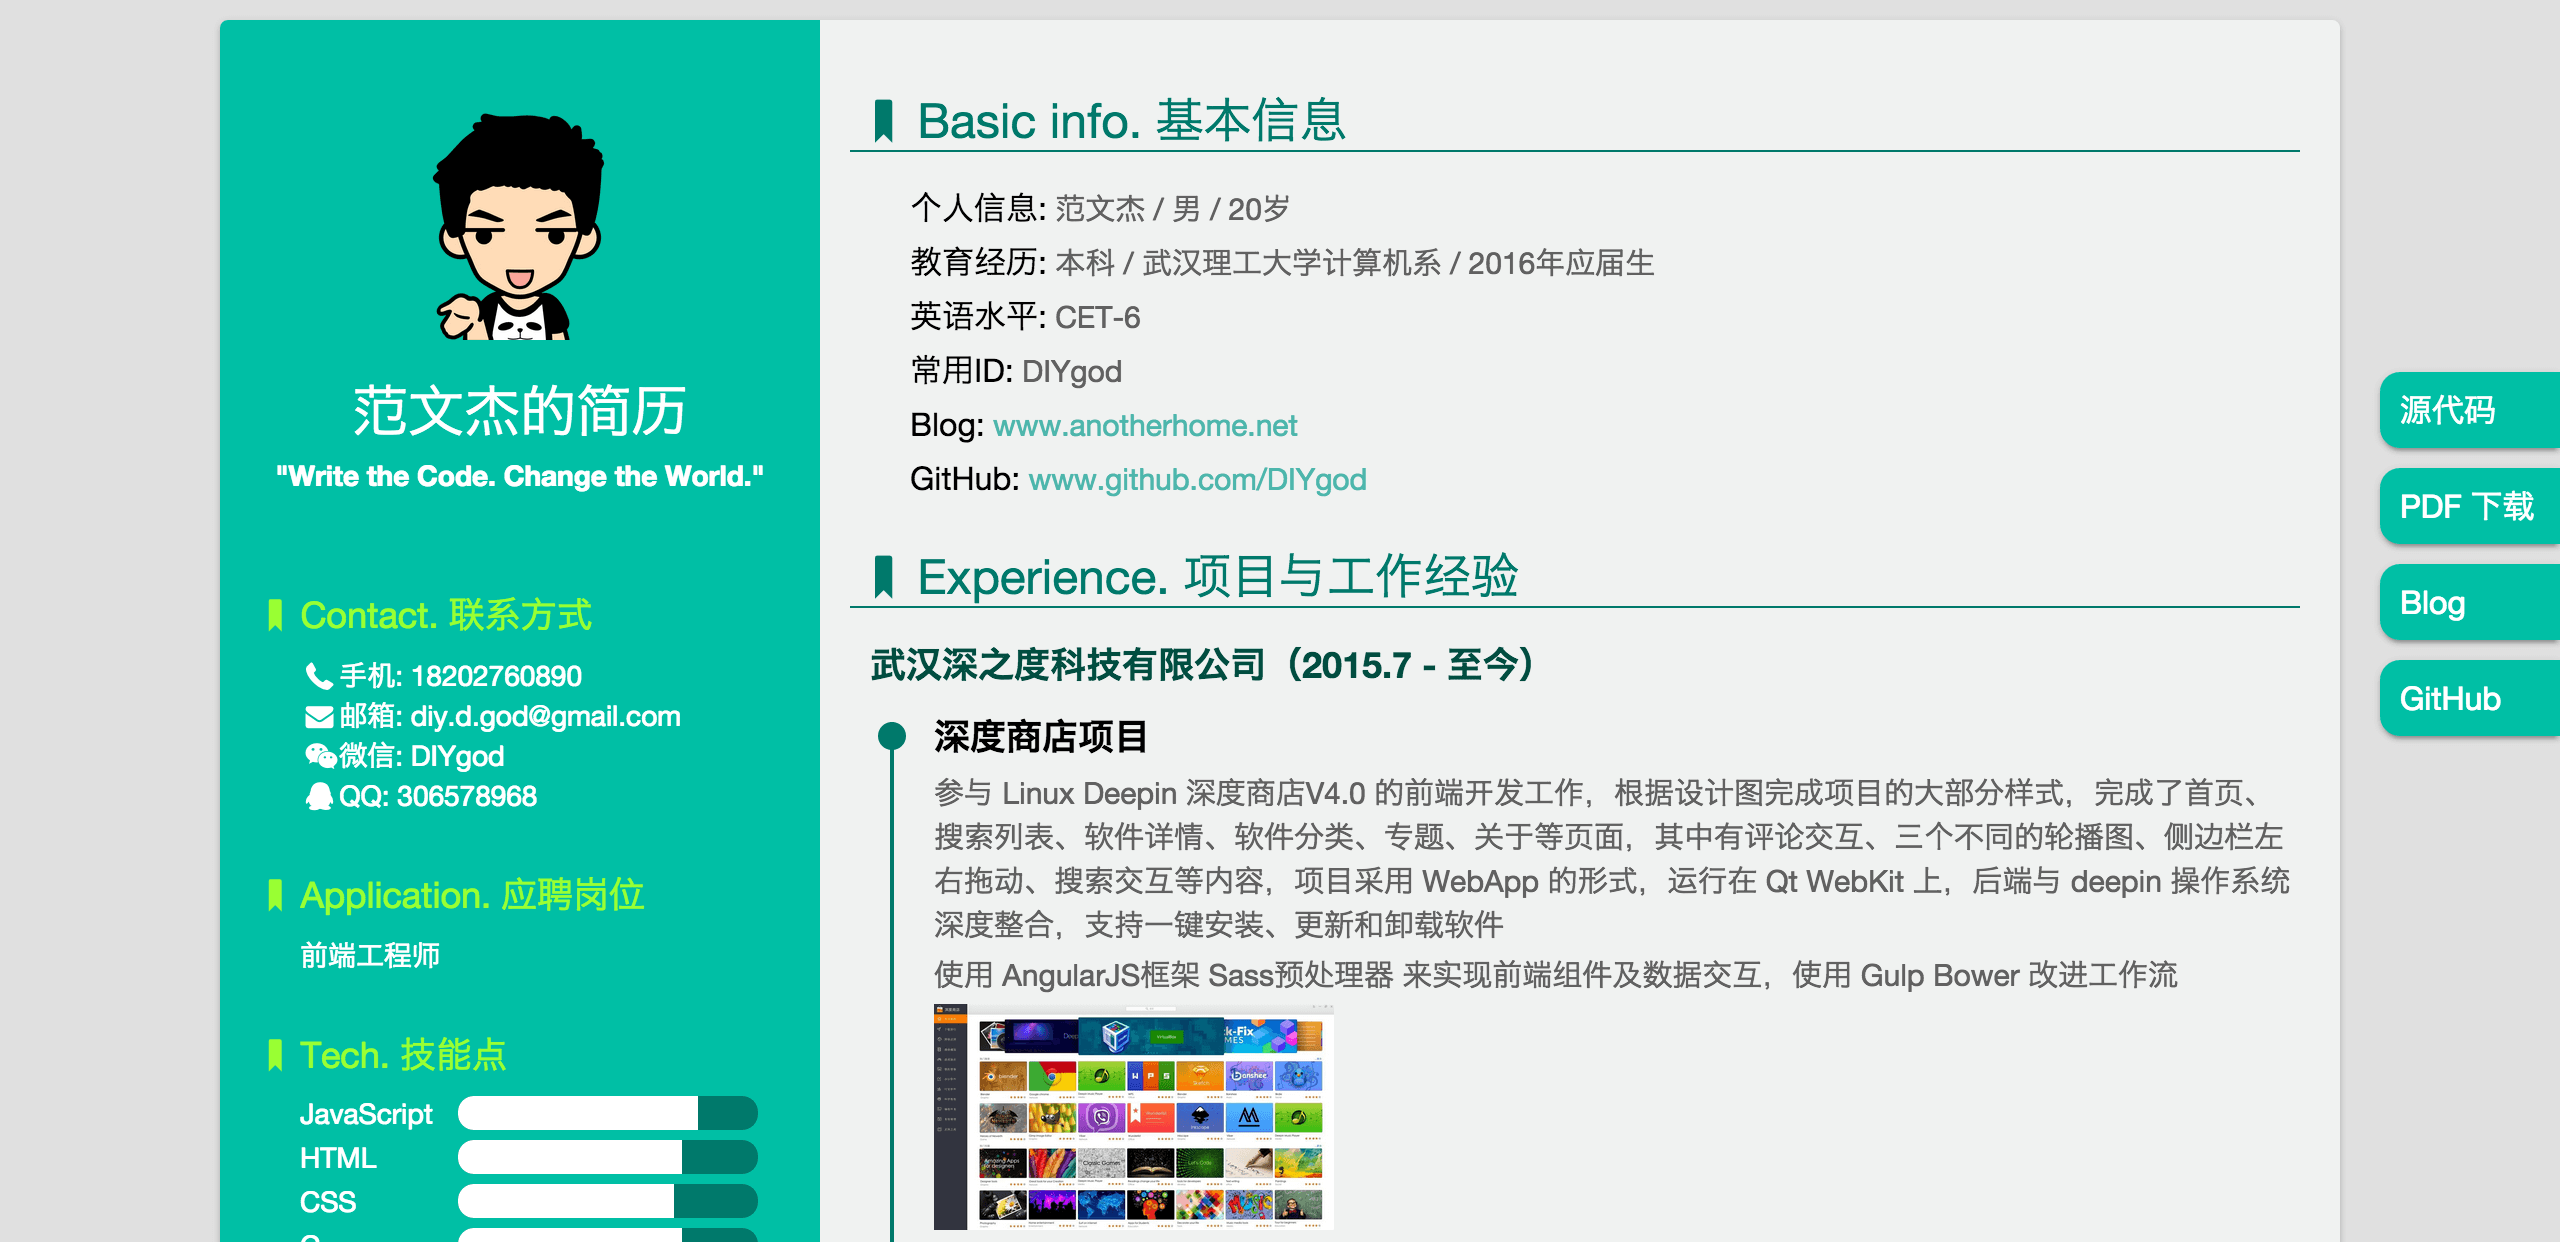 范文杰的简历
"Write the Code. Change the World."
Contact. 联系方式
手机: 18202760890
邮箱: diy.d.god@gmail.com
微信: DIYgod
QQ: 306578968
Application. 应聘岗位
前端工程师
Tech. 技能点
JavaScript
HTML
CSS
Basic info. 基本信息
个人信息: 范文杰 / 男 / 20岁
教育经历: 本科 / 武汉理工大学计算机系 / 2016年应届生
英语水平: CET-6
常用ID: DIYgod
Blog: www.anotherhome.net
GitHub: www.github.com/DIYgod
Experience. 项目与工作经验
武汉深之度科技有限公司（2015.7 - 至今）
深度商店项目
参与 Linux Deepin 深度商店V4.0 的前端开发工作，根据设计图完成项目的大部分样式，完成了首页、
搜索列表、软件详情、软件分类、专题、关于等页面，其中有评论交互、三个不同的轮播图、侧边栏左
右拖动、搜索交互等内容，项目采用 WebApp 的形式，运行在 Qt WebKit 上，后端与 deepin 操作系统
深度整合，支持一键安装、更新和卸载软件
使用 AngularJS框架 Sass预处理器 来实现前端组件及数据交互，使用 Gulp Bower 改进工作流
源代码
PDF 下载
Blog
GitHub